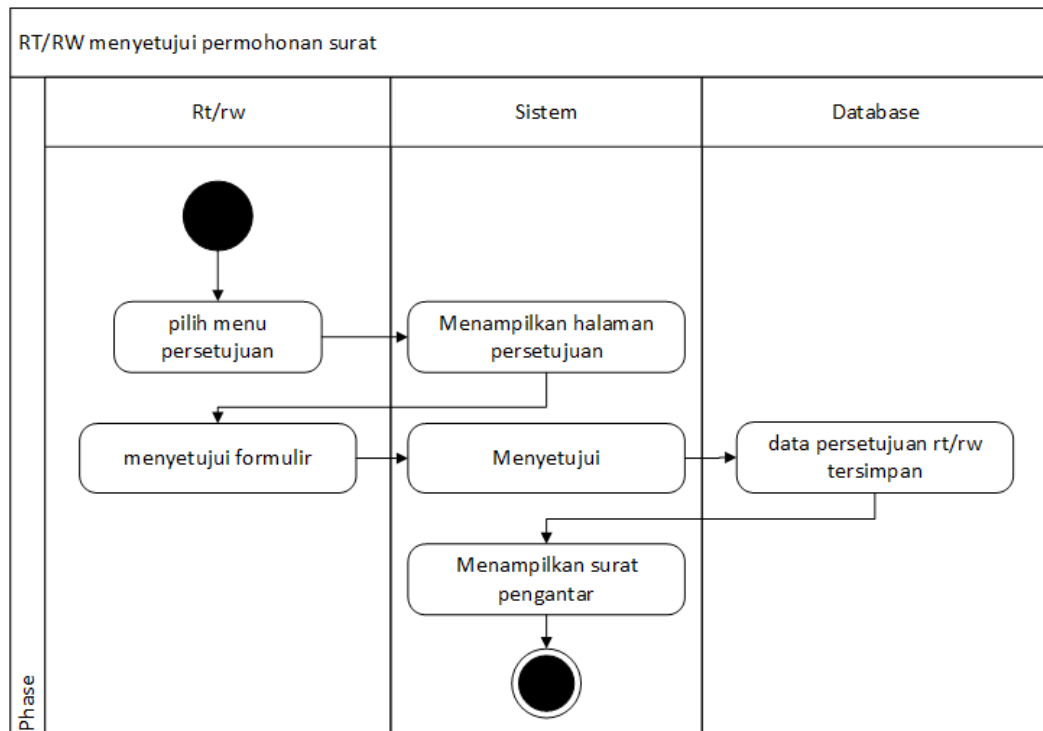 RT/RW menyetujui permohonan surat
Rt/rw
Sistem
Database
pilih menu
persetujuan
Menampilkan halaman
persetujuan
menyetujui formulir
Menyetujui
data persetujuan rt/rw
tersimpan
Menampilkan surat
pengantar
Phase